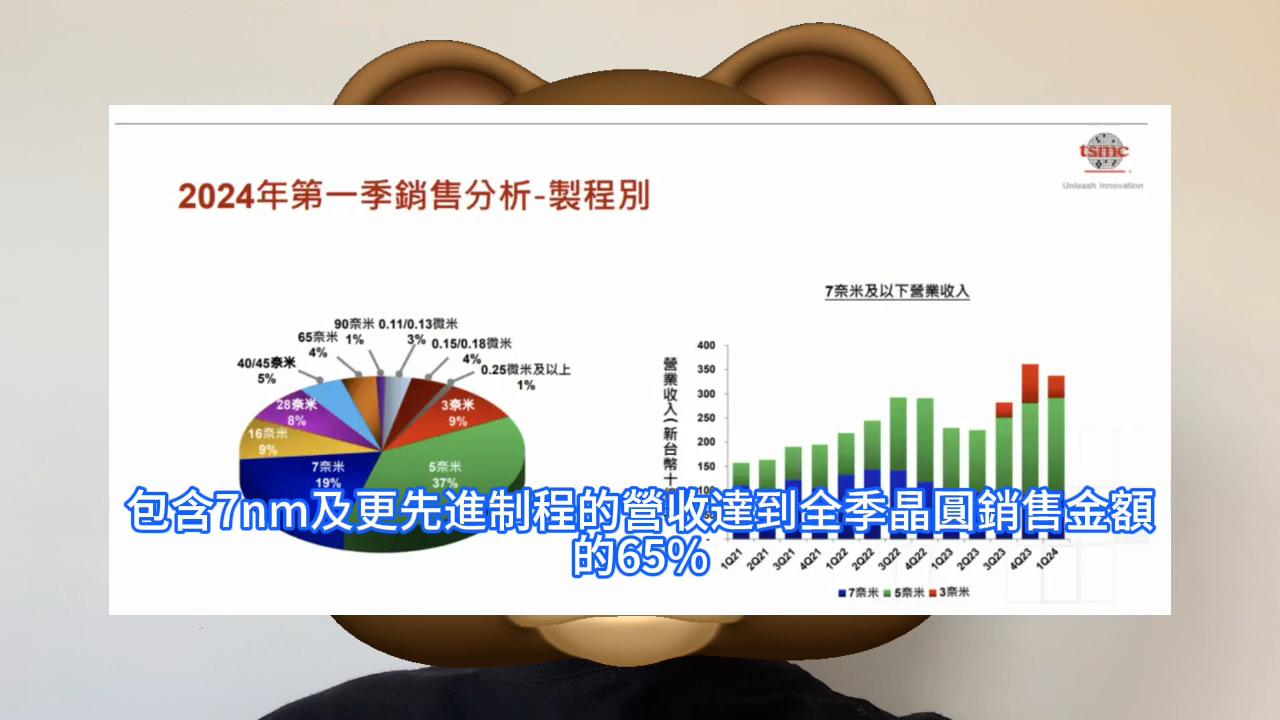 tsmc
Unleash Innovation
2024年第一季銷售分析-製程別
7奈米及以下營業收入
90奈米
1%
0.11/0.13微米
3%
65奈米
4%
0.15/0.18微米
4%
40/45奈米
5%
0.25微米及以上
1%
28奈米
8%
3奈米
9%
16奈米
9%
7奈米
19%
5奈米
37%
營業收入(新台幣十
400
350
300
250
200
150
100
50
-
1Q21
2Q21
3Q21
4Q21
1Q22
2Q22
3Q22
4Q22
1Q23
2Q23
3Q23
4Q23
1Q24
7奈米
5奈米
3奈米
包含7nm及更先進制程的營收達到全季晶圓銷售金額
的65%